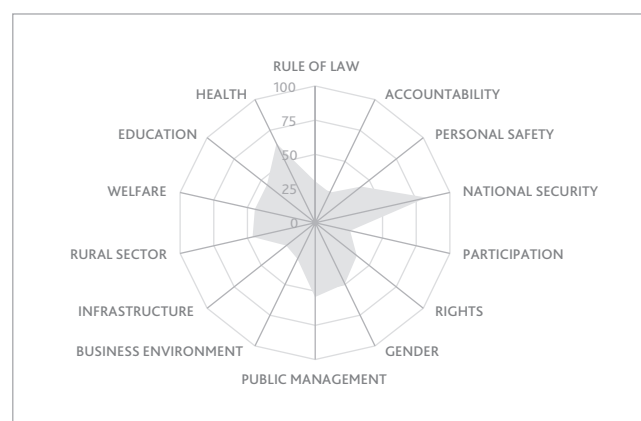 RULE OF LAW
100
HEALTH
ACCOUNTABILITY
75
EDUCATION
PERSONAL SAFETY
50
WELFARE
25
NATIONAL SECURITY
0
RURAL SECTOR
PARTICIPATION
INFRASTRUCTURE
RIGHTS
BUSINESS ENVIRONMENT
GENDER
PUBLIC MANAGEMENT